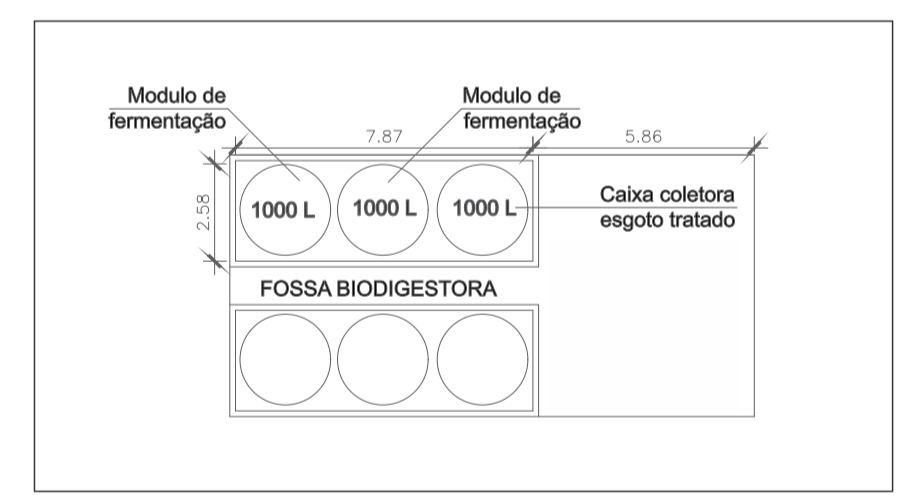 Modulo de
fermentação
Modulo de
fermentação
7.87
5.86
2.58
1000 L
1000 L
1000 L
Caixa coletora
esgoto tratado
FOSSA BIODIGESTORA